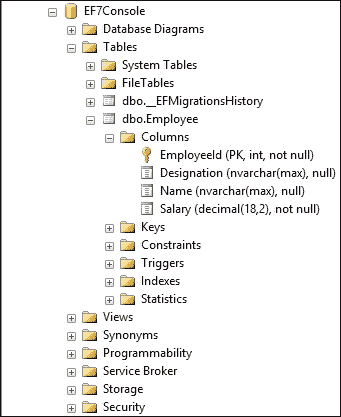 EF7Console
Database Diagrams
Tables
System Tables
FileTables
dbo.__EFMigrationsHistory
dbo.Employee
Columns
EmployeeId (PK, int, not null)
Designation (nvarchar(max), null)
Name (nvarchar(max), null)
Salary (decimal(18,2), not null)
Keys
Constraints
Triggers
Indexes
Statistics
Views
Synonyms
Programmability
Service Broker
Storage
Security